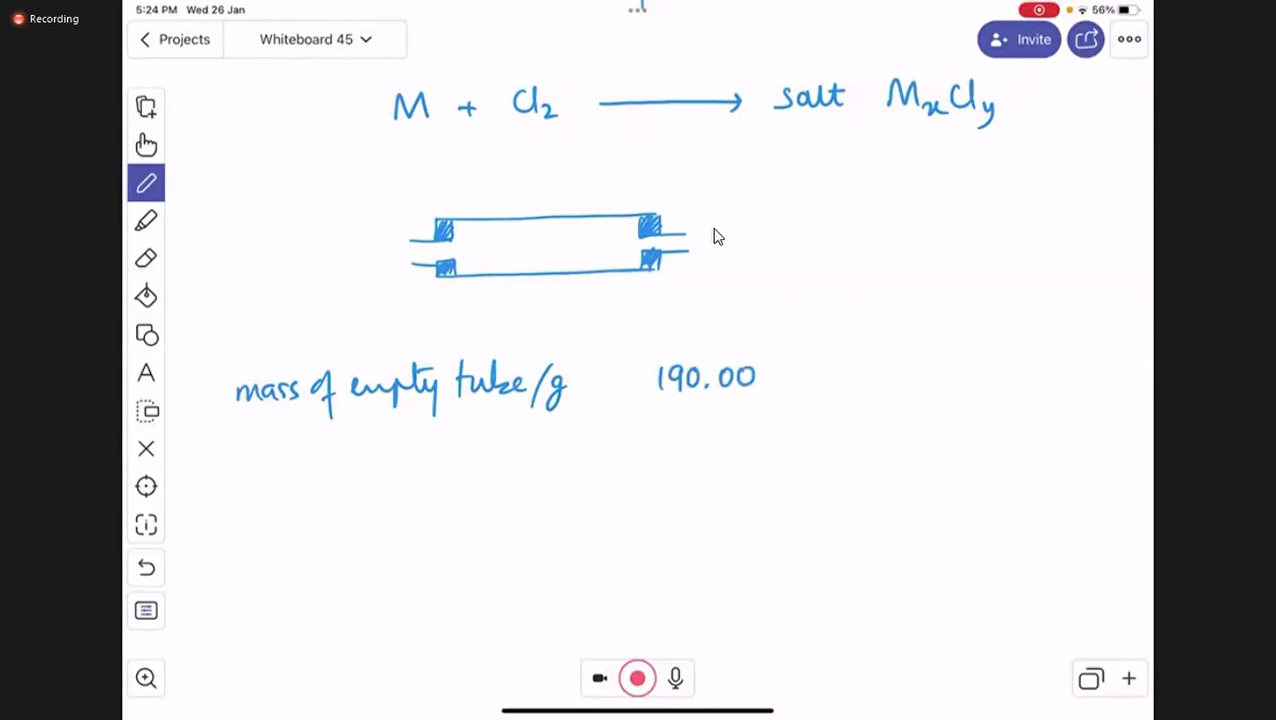 Recording
5:24 PM Wed 26 Jan
56%
Projects
Whiteboard 45
Invite
M + Cl2 → salt MxCly
A
mass of empty tube/g 190.00